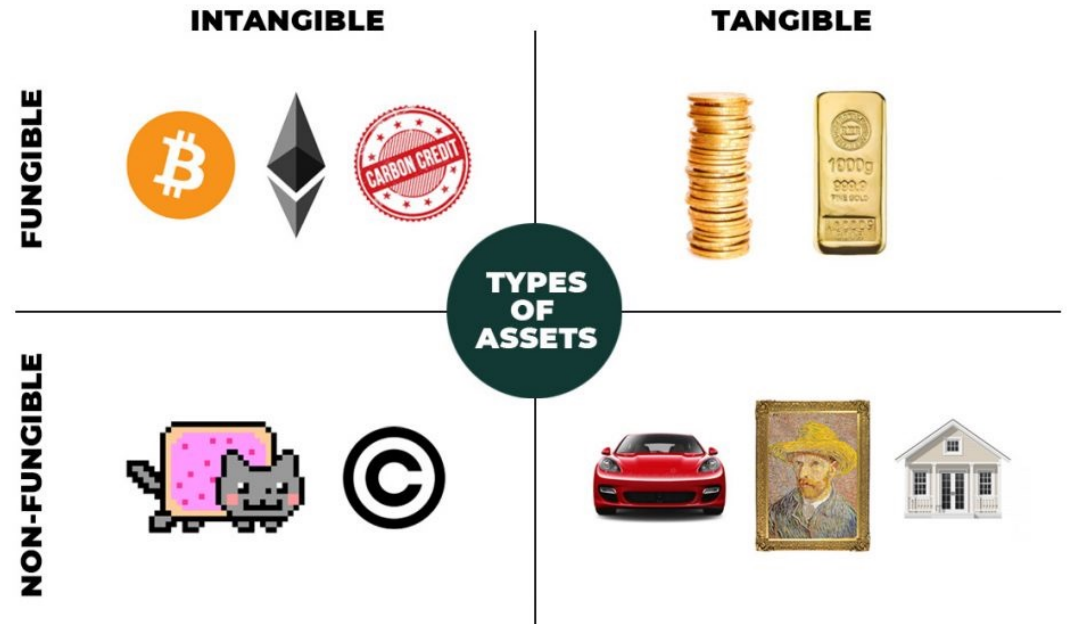 INTANGIBLE
TANGIBLE
FUNGIBLE
CARBON CREDIT
1000g
999.9
FINE GOLD
TYPES
OF
ASSETS
NON-FUNGIBLE